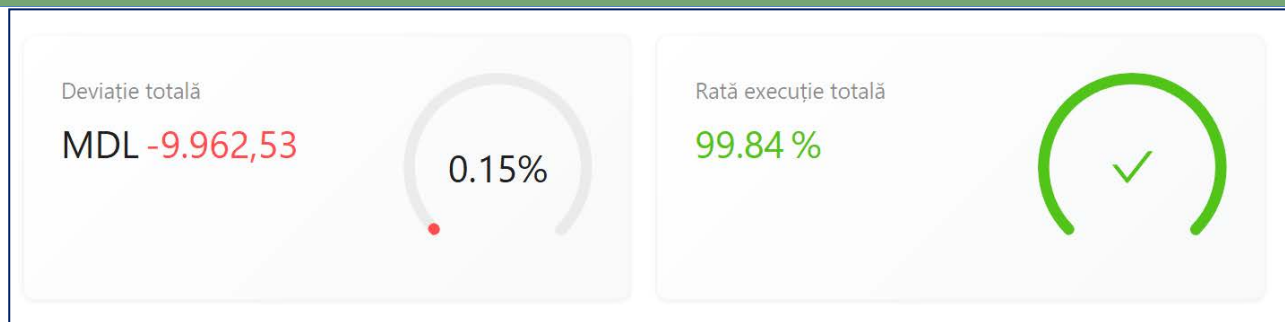 Deviație totală
MDL -9.962,53
0.15%
Rată execuție totală
99.84 %